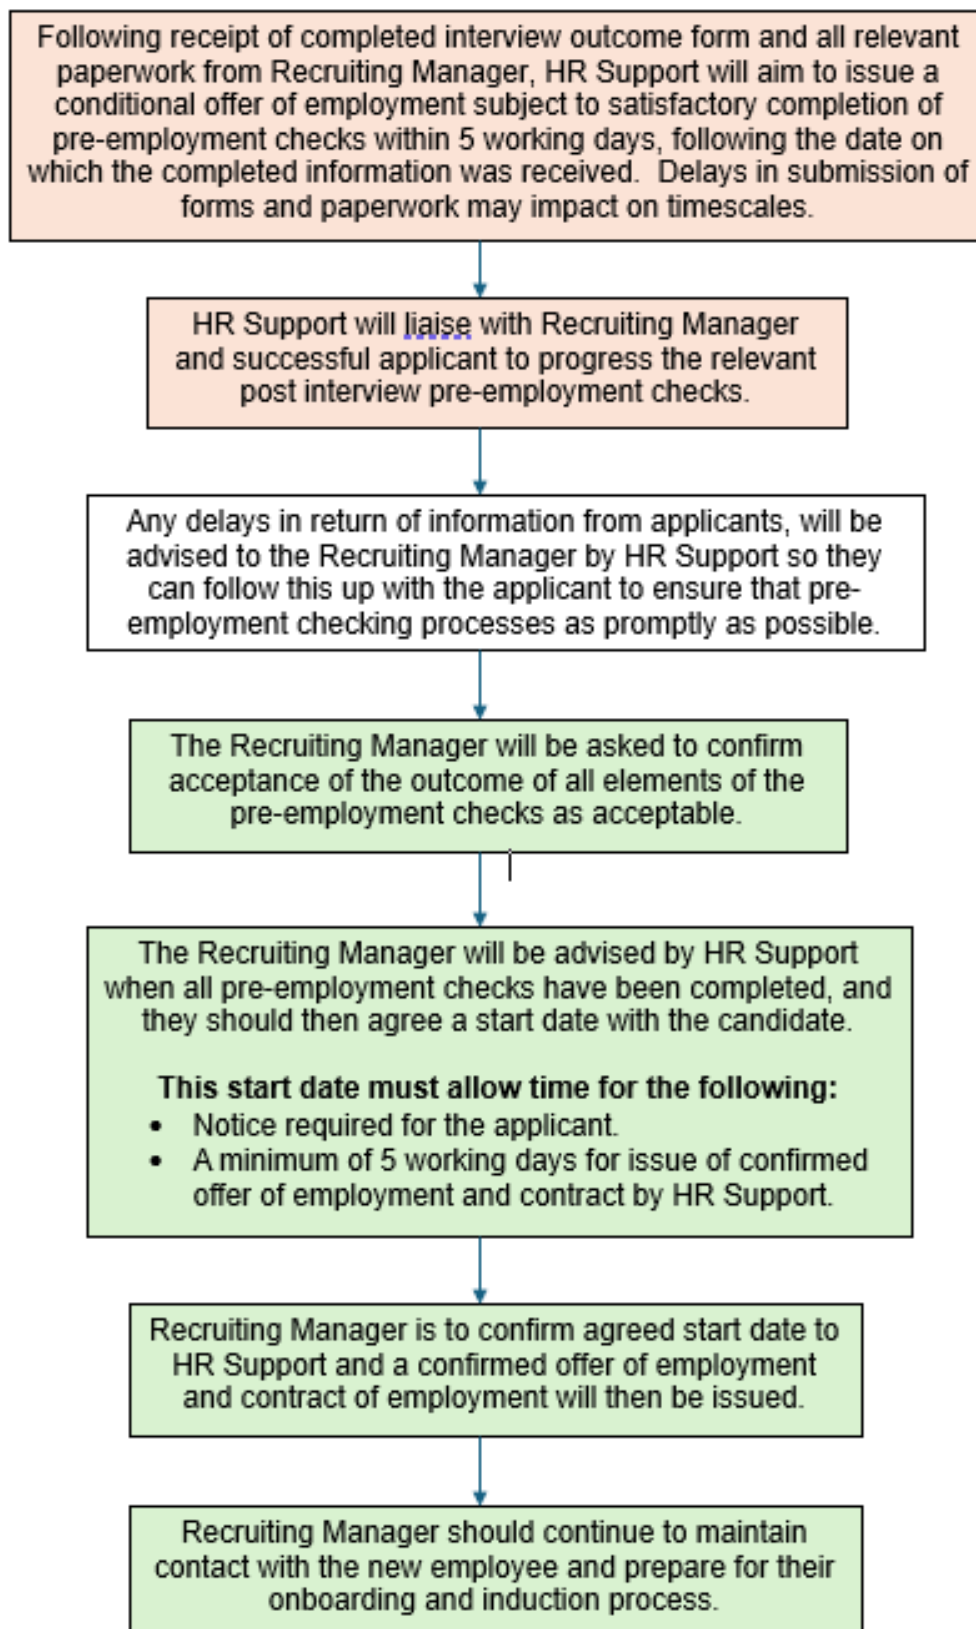 Following receipt of completed interview outcome form and all relevant
paperwork from Recruiting Manager, HR Support will aim to issue a
conditional offer of employment subject to satisfactory completion of
pre-employment checks within 5 working days, following the date on
which the completed information was received.  Delays in submission of
forms and paperwork may impact on timescales.
HR Support will liaise with Recruiting Manager
and successful applicant to progress the relevant
post interview pre-employment checks.
Any delays in return of information from applicants, will be
advised to the Recruiting Manager by HR Support so they
can follow this up with the applicant to ensure that pre-
employment checking processes as promptly as possible.
The Recruiting Manager will be asked to confirm
acceptance of the outcome of all elements of the
pre-employment checks as acceptable.
The Recruiting Manager will be advised by HR Support
when all pre-employment checks have been completed, and
they should then agree a start date with the candidate.
This start date must allow time for the following:
• Notice required for the applicant.
• A minimum of 5 working days for issue of confirmed
offer of employment and contract by HR Support.
Recruiting Manager is to confirm agreed start date to
HR Support and a confirmed offer of employment
and contract of employment will then be issued.
Recruiting Manager should continue to maintain
contact with the new employee and prepare for their
onboarding and induction process.